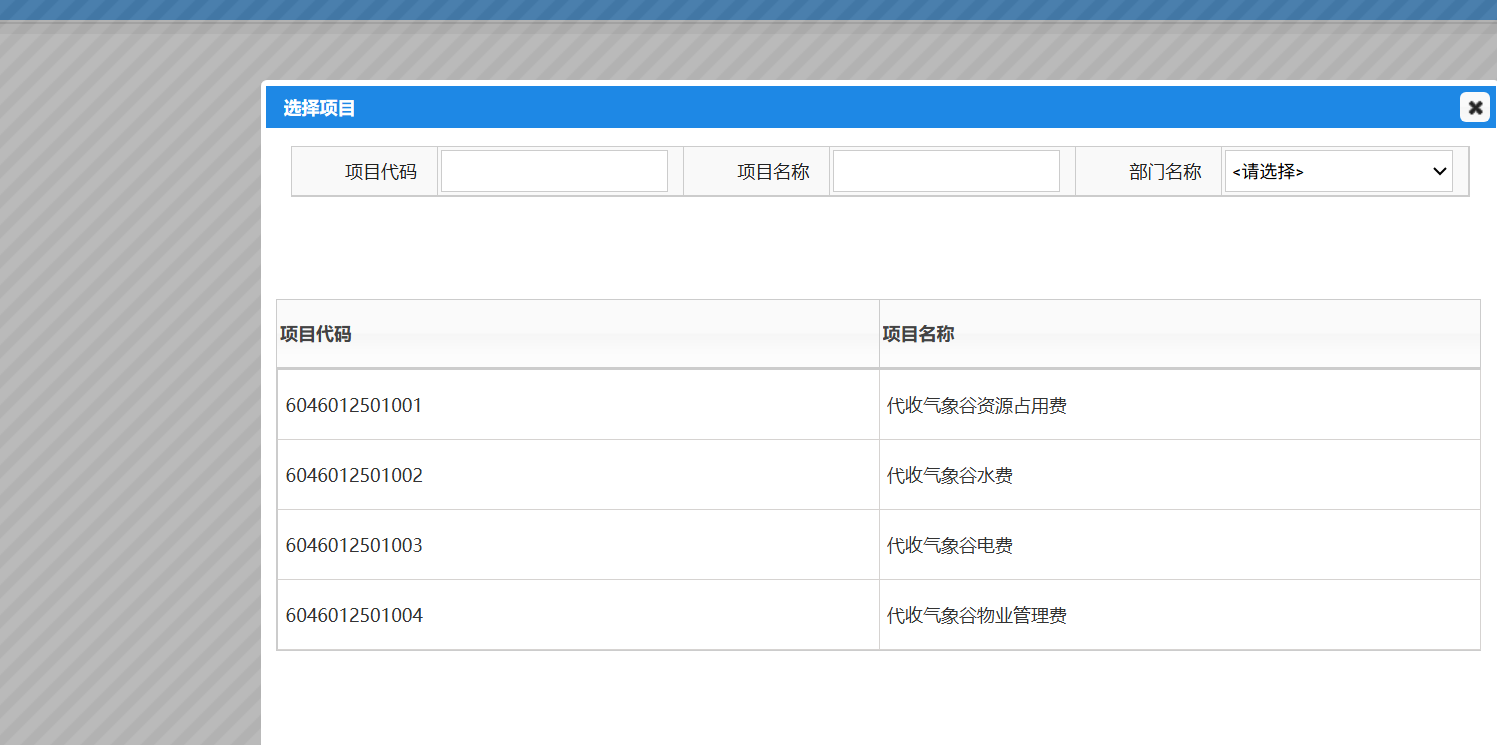 选择项目
项目代码 项目名称 部门名称 <请选择>
项目代码 项目名称
6046012501001 代收气象谷资源占用费
6046012501002 代收气象谷水费
6046012501003 代收气象谷电费
6046012501004 代收气象谷物业管理费